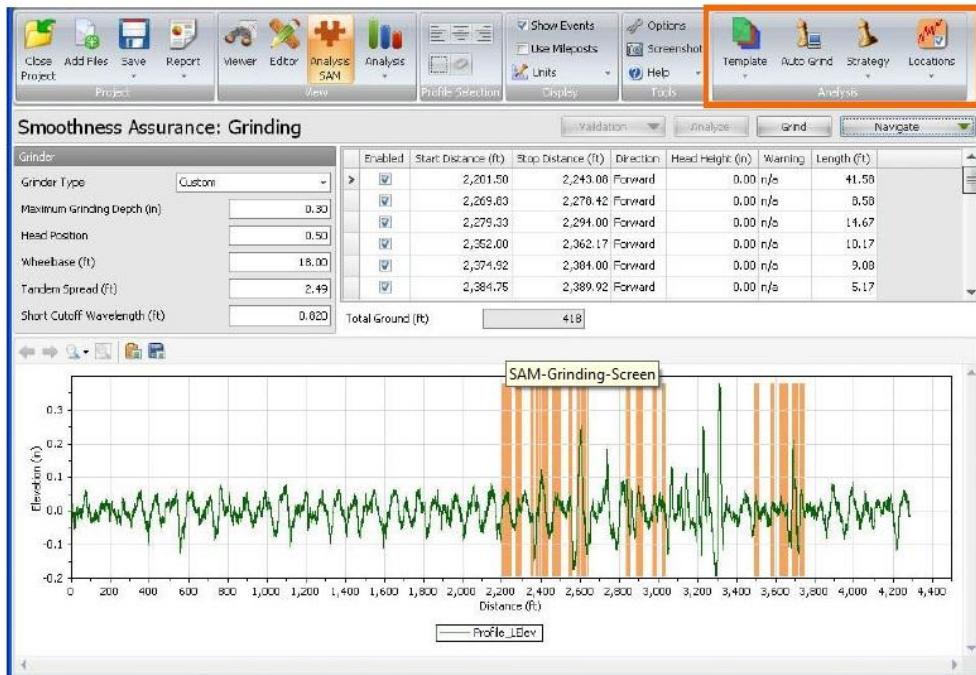 Close Project
Add Files
Save
Report
Viewer
Editor
Analysis SAM
Analysis
Show Events
Use Mileposts
Units
Options
Screenshot
Help
Template
Auto Grind
Strategy
Locations
Project
View
Profile Selection
Display
Tools
Analysis
Smoothness Assurance: Grinding
Validation
Analyze
Grind
Navigate
Grinder
Grinder Type Custom
Maximum Grinding Depth (in) 0.30
Head Position 0.50
Wheelbase (ft) 18.00
Tandem Spread (ft) 2.49
Short Cutoff Wavelength (ft) 0.820
Enabled Start Distance (ft) Stop Distance (ft) Direction Head Height (in) Warning Length (ft)
2,201.50 2,243.08 Forward 0.00 n/a 41.58
2,269.83 2,278.42 Forward 0.00 n/a 8.58
2,279.33 2,294.00 Forward 0.00 n/a 14.67
2,352.00 2,362.17 Forward 0.00 n/a 10.17
2,374.92 2,384.00 Forward 0.00 n/a 9.08
2,384.75 2,389.92 Forward 0.00 n/a 5.17
Total Ground (ft) 418
SAM-Grinding-Screen
Elevation (in)
0.3
0.2
0.1
0.0
-0.1
-0.2
0 200 400 600 800 1,000 1,200 1,400 1,600 1,800 2,000 2,200 2,400 2,600 2,800 3,000 3,200 3,400 3,600 3,800 4,000 4,200 4,400
Distance (ft)
Profile_LElev